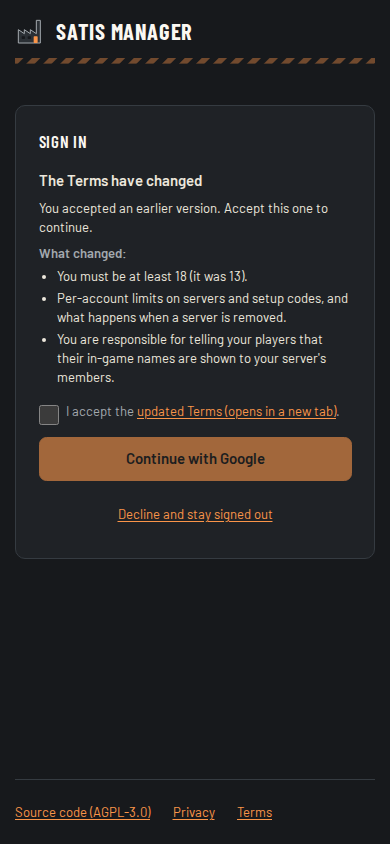 SATIS MANAGER
SIGN IN
The Terms have changed
You accepted an earlier version. Accept this one to
continue.
What changed:
• You must be at least 18 (it was 13).
• Per-account limits on servers and setup codes, and
what happens when a server is removed.
• You are responsible for telling your players that
their in-game names are shown to your server's
members.
I accept the updated Terms (opens in a new tab).
Continue with Google
Decline and stay signed out
Source code (AGPL-3.0) Privacy Terms